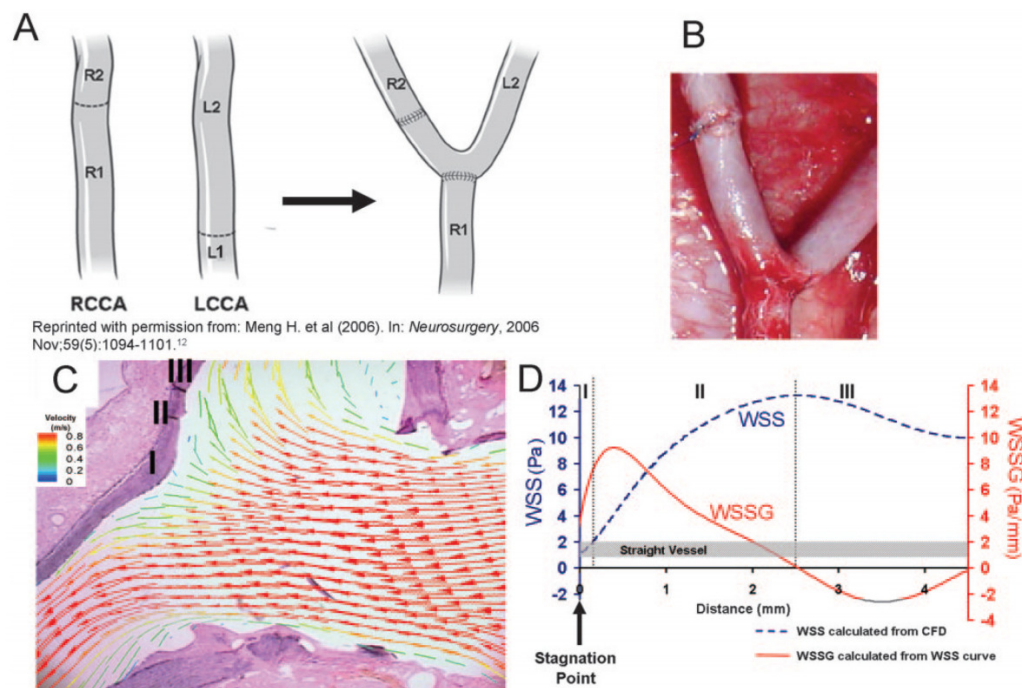 A
R2
R1
RCCA
L2
L1
LCCA
R2
L2
R1
B
Reprinted with permission from: Meng H. et al (2006). In: Neurosurgery, 2006
Nov;59(5):1094-1101.12
C
Velocity
(m/s)
0.8
0.6
0.4
0.2
0
III
II
I
D
I
II
III
WSS(Pa)
14
12
10
8
6
4
2
0
-2
WSS
WSSG
Straight Vessel
14
12
10
8
6
4
2
0
-2
-4
WSSG (Pa/mm)
0
1
2
3
4
Distance (mm)
Stagnation
Point
WSS calculated from CFD
WSSG calculated from WSS curve